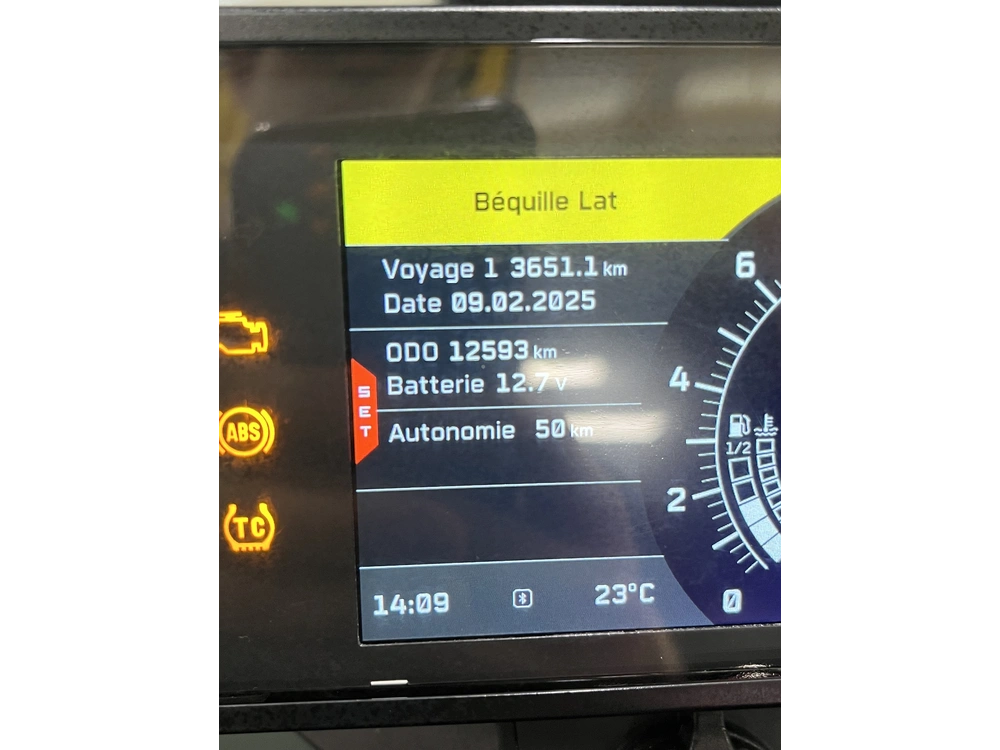 Béquille Lat
Voyage 1 3651.1 km
Date 09.02.2025
ODO 12593 km
Batterie 12.7 V
SET
Autonomie 50 km
14:09
23°C
6
4
2
0
1/2
ABS
TC